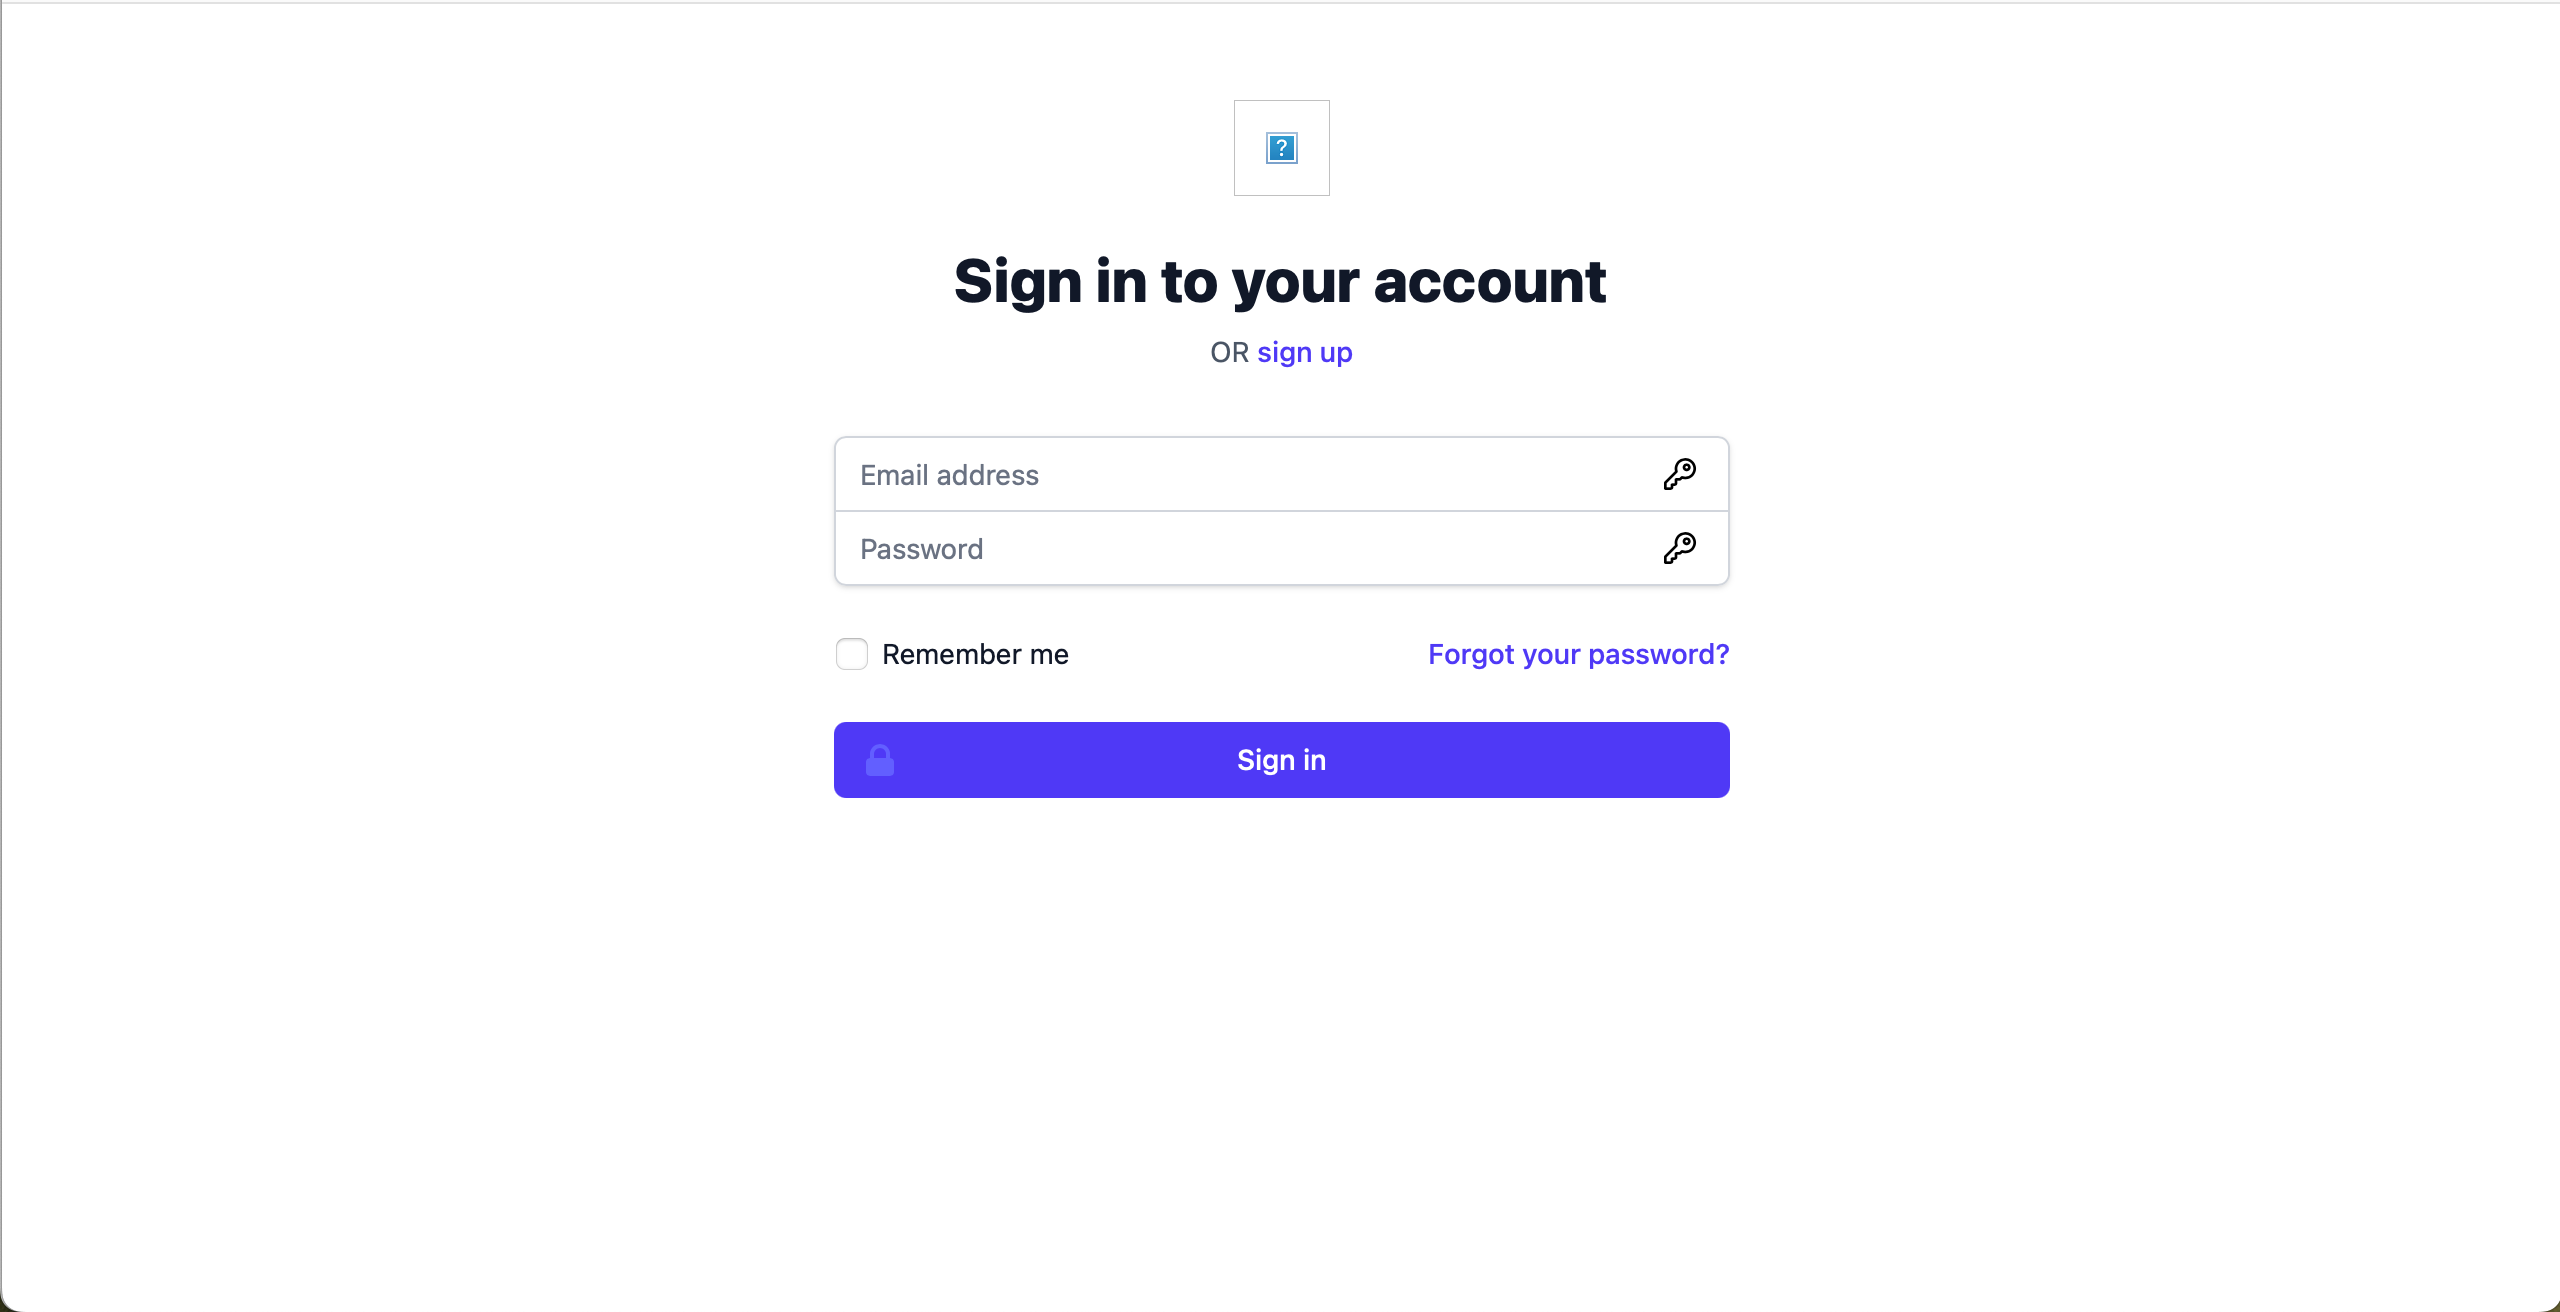 Sign in to your account
OR sign up
Email address
Password
Remember me
Forgot your password?
Sign in